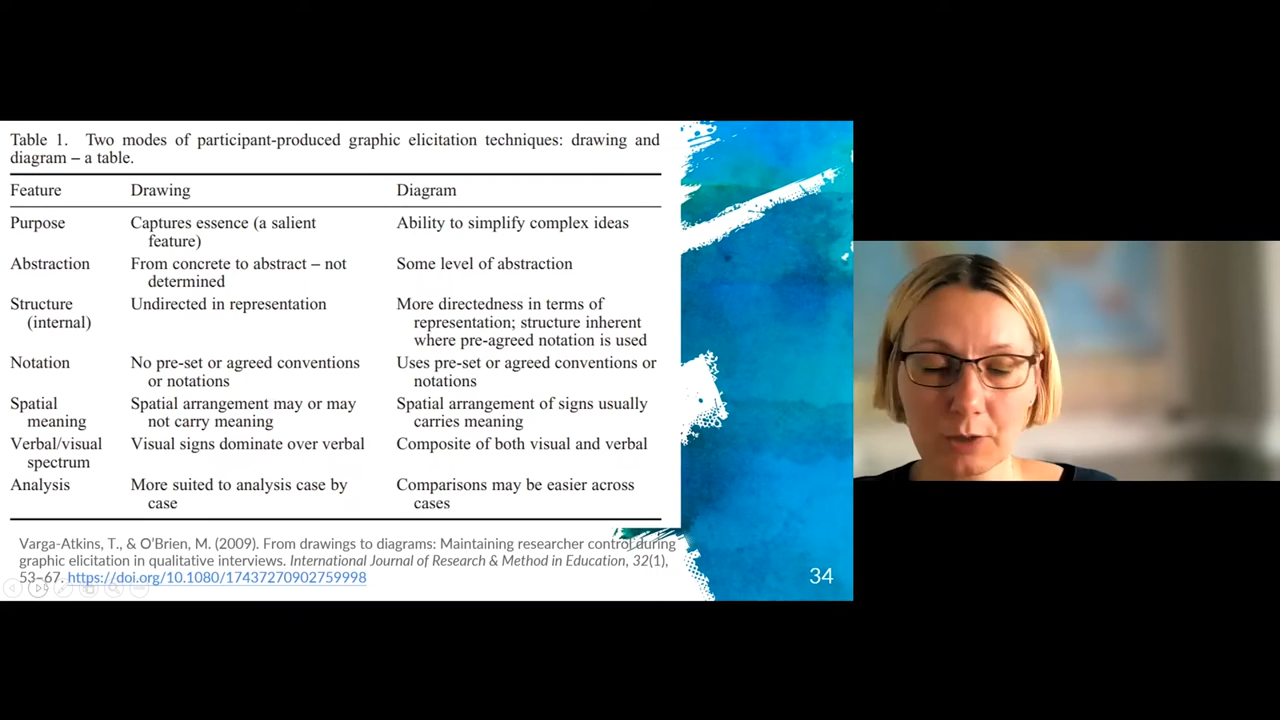 Table 1. Two modes of participant-produced graphic elicitation techniques: drawing and
diagram – a table.
Feature Drawing Diagram
Purpose Captures essence (a salient Ability to simplify complex ideas
feature)
Abstraction From concrete to abstract – not Some level of abstraction
determined
Structure Undirected in representation More directedness in terms of
(internal) representation; structure inherent
where pre-agreed notation is used
Notation No pre-set or agreed conventions Uses pre-set or agreed conventions or
or notations notations
Spatial Spatial arrangement may or may Spatial arrangement of signs usually
meaning not carry meaning carries meaning
Verbal/visual Visual signs dominate over verbal Composite of both visual and verbal
spectrum
Analysis More suited to analysis case by Comparisons may be easier across
case cases
Varga-Atkins, T., & O'Brien, M. (2009). From drawings to diagrams: Maintaining researcher control during
graphic elicitation in qualitative interviews. International Journal of Research & Method in Education, 32(1),
53–67. https://doi.org/10.1080/17437270902759998
34